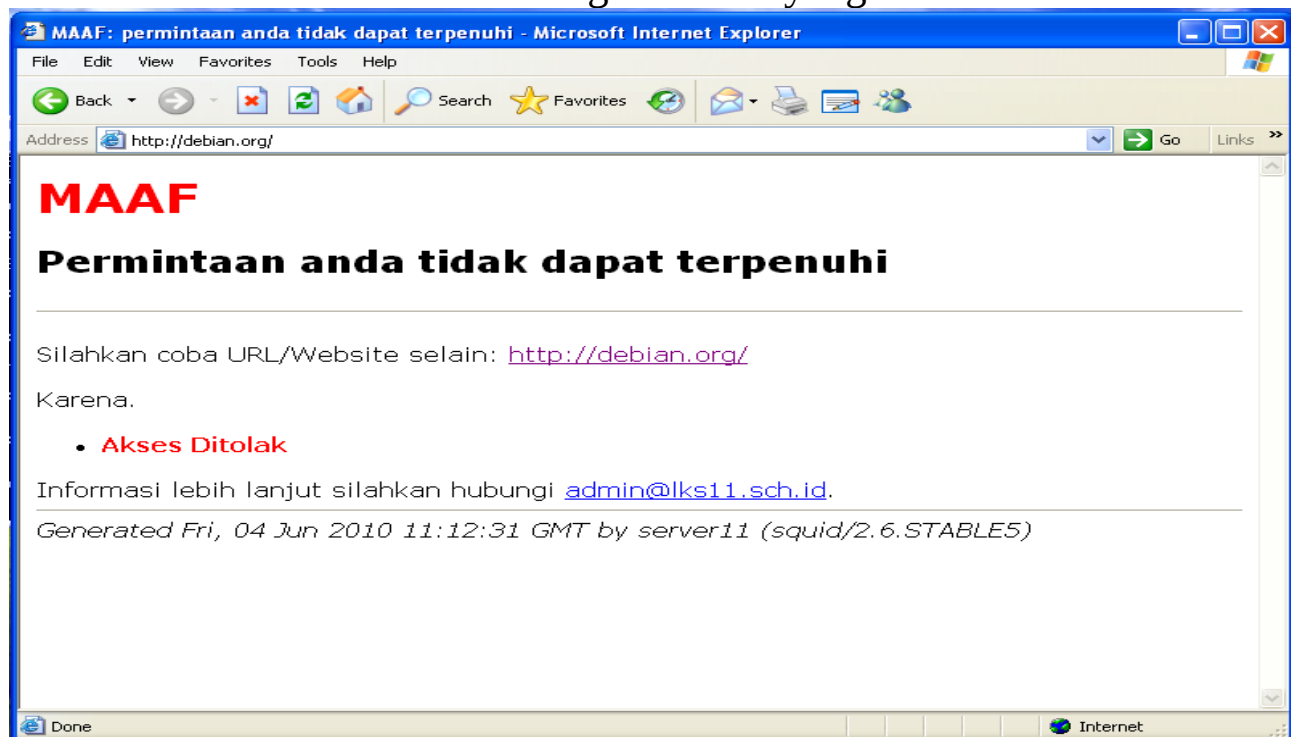 MAAF: permintaan anda tidak dapat terpenuhi - Microsoft Internet Explorer
File Edit View Favorites Tools Help
Back Search Favorites
Address http://debian.org/ Go Links »
MAAF
Permintaan anda tidak dapat terpenuhi
Silahkan coba URL/Website selain: http://debian.org/
Karena.
• Akses Ditolak
Informasi lebih lanjut silahkan hubungi admin@lks11.sch.id.
Generated Fri, 04 Jun 2010 11:12:31 GMT by server11 (squid/2.6.STABLE5)
Done Internet